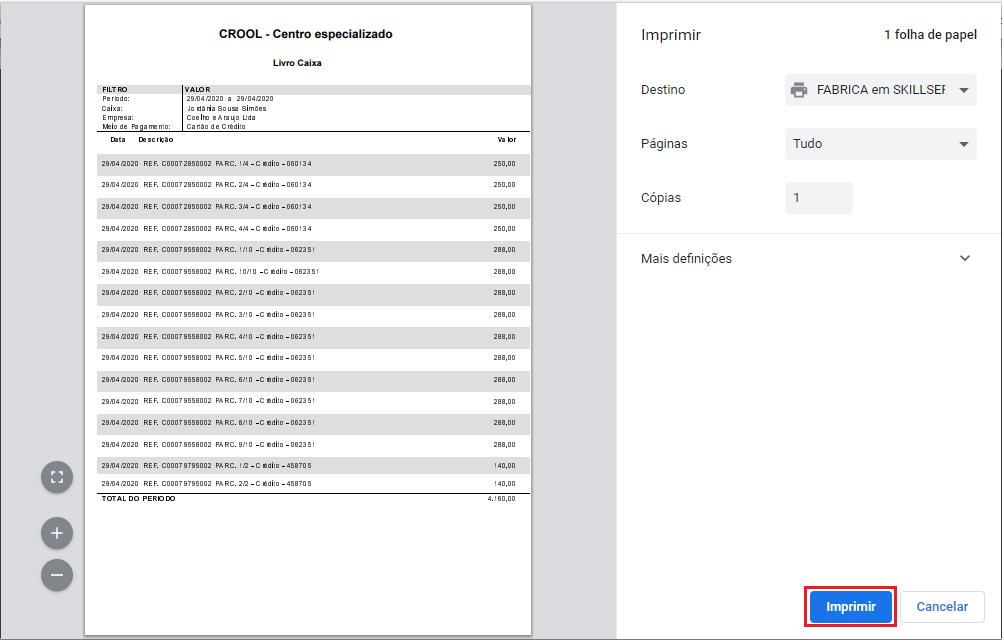 CROOL - Centro especializado
Livro Caixa
FILTRO VALOR
Período: 29/04/2020 a 29/04/2020
Caixa: Jordânia Sousa Simões
Empresa: Coelho e Araujo Ltda
Meio de Pagamento: Cartão de Crédito
Data Descrição Valor
29/04/2020 REF. C00072850002 PARC. 1/4 - Crédito - 060134 250,00
29/04/2020 REF. C00072850002 PARC. 2/4 - Crédito - 060134 250,00
29/04/2020 REF. C00072850002 PARC. 3/4 - Crédito - 060134 250,00
29/04/2020 REF. C00072850002 PARC. 4/4 - Crédito - 060134 250,00
29/04/2020 REF. C00079558002 PARC. 1/10 - Crédito - 062351 288,00
29/04/2020 REF. C00079558002 PARC. 10/10 - Crédito - 062351 288,00
29/04/2020 REF. C00079558002 PARC. 2/10 - Crédito - 062351 288,00
29/04/2020 REF. C00079558002 PARC. 3/10 - Crédito - 062351 288,00
29/04/2020 REF. C00079558002 PARC. 4/10 - Crédito - 062351 288,00
29/04/2020 REF. C00079558002 PARC. 5/10 - Crédito - 062351 288,00
29/04/2020 REF. C00079558002 PARC. 6/10 - Crédito - 062351 288,00
29/04/2020 REF. C00079558002 PARC. 7/10 - Crédito - 062351 288,00
29/04/2020 REF. C00079558002 PARC. 8/10 - Crédito - 062351 288,00
29/04/2020 REF. C00079558002 PARC. 9/10 - Crédito - 062351 288,00
29/04/2020 REF. C00079795002 PARC. 1/2 - Crédito - 458705 140,00
29/04/2020 REF. C00079795002 PARC. 2/2 - Crédito - 458705 140,00
TOTAL DO PERIODO 4.160,00
Imprimir 1 folha de papel
Destino FABRICA em SKILLSEF
Páginas Tudo
Cópias 1
Mais definições
Imprimir Cancelar